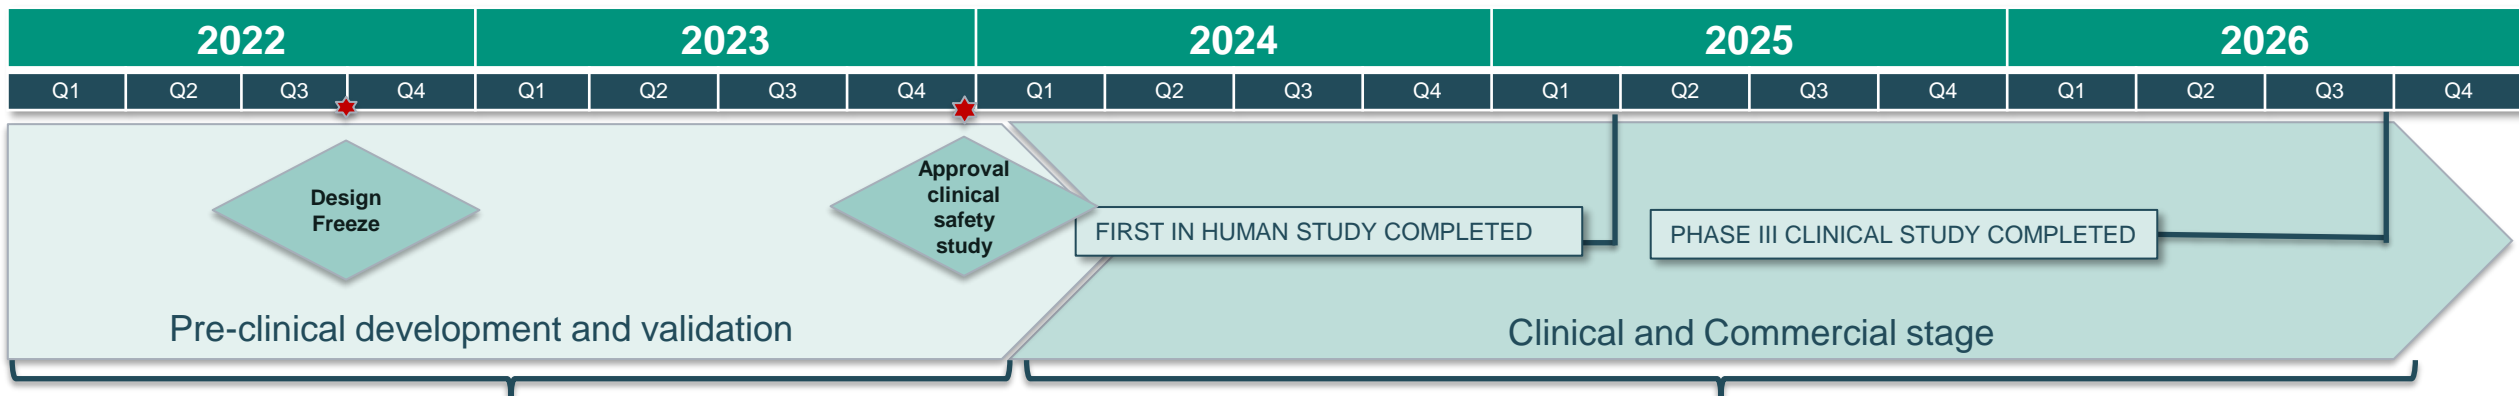 2022 2023 2024 2025 2026
Q1 Q2 Q3 Q4 Q1 Q2 Q3 Q4 Q1 Q2 Q3 Q4 Q1 Q2 Q3 Q4 Q1 Q2 Q3 Q4
Design
Freeze
Approval
clinical
safety
study
FIRST IN HUMAN STUDY COMPLETED
PHASE III CLINICAL STUDY COMPLETED
Pre-clinical development and validation
Clinical and Commercial stage